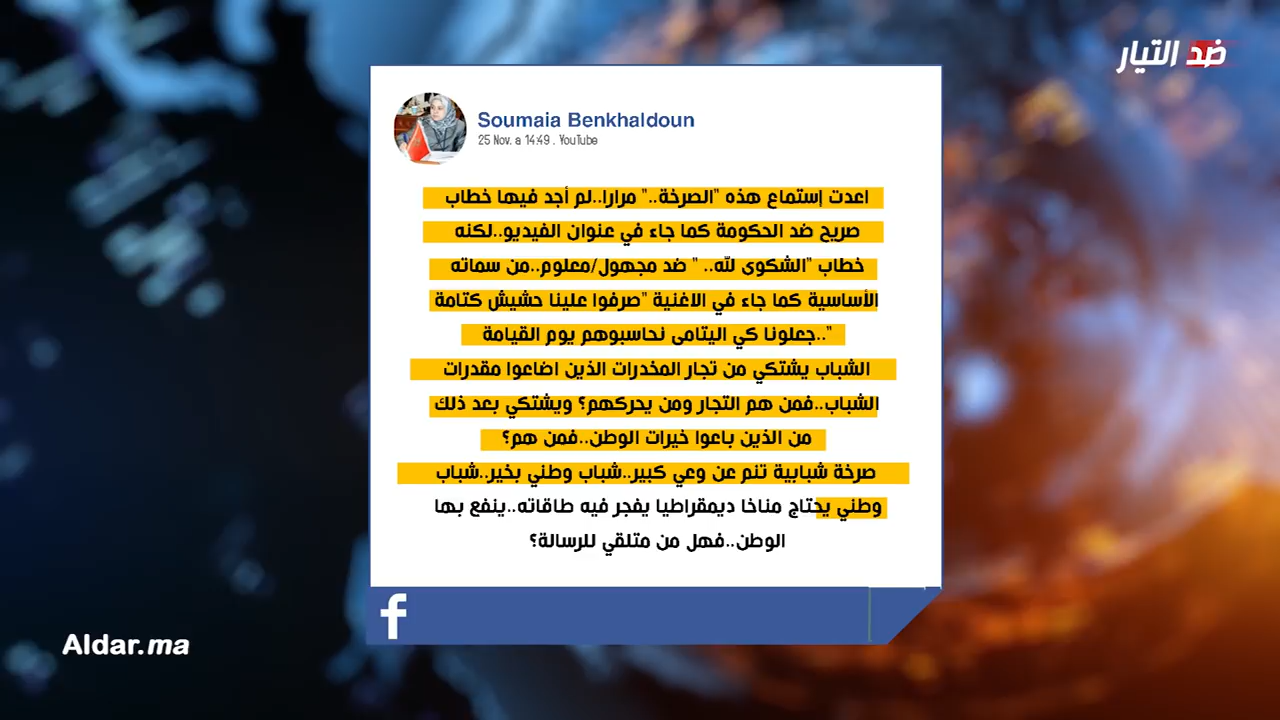 ضد التيار
Soumaia Benkhaldoun
25 Nov. a 14:49 . YouTube
اعدت إستماع هذه "الصرخة.." مرارا..لم أجد فيها خطاب
صريح ضد الحكومة كما جاء في عنوان الفيديو..لكنه
خطاب "الشكوى لله.. " ضد مجهول/معلوم..من سماته
الأساسية كما جاء في الاغنية "صرفوا علينا حشيش كتامة
"..جعلونا كي اليتامى نحاسبوهم يوم القيامة
الشباب يشتكي من تجار المخدرات الذين اضاعوا مقدرات
الشباب..فمن هم التجار ومن يحركهم؟ ويشتكي بعد ذلك
من الذين باعوا خيرات الوطن..فمن هم؟
صرخة شبابية تنم عن وعي كبير..شباب وطني بخير..شباب
وطني يحتاج مناخا ديمقراطيا يفجر فيه طاقاته..ينفع بها
الوطن..فهل من متلقي للرسالة؟
f
Aldar.ma